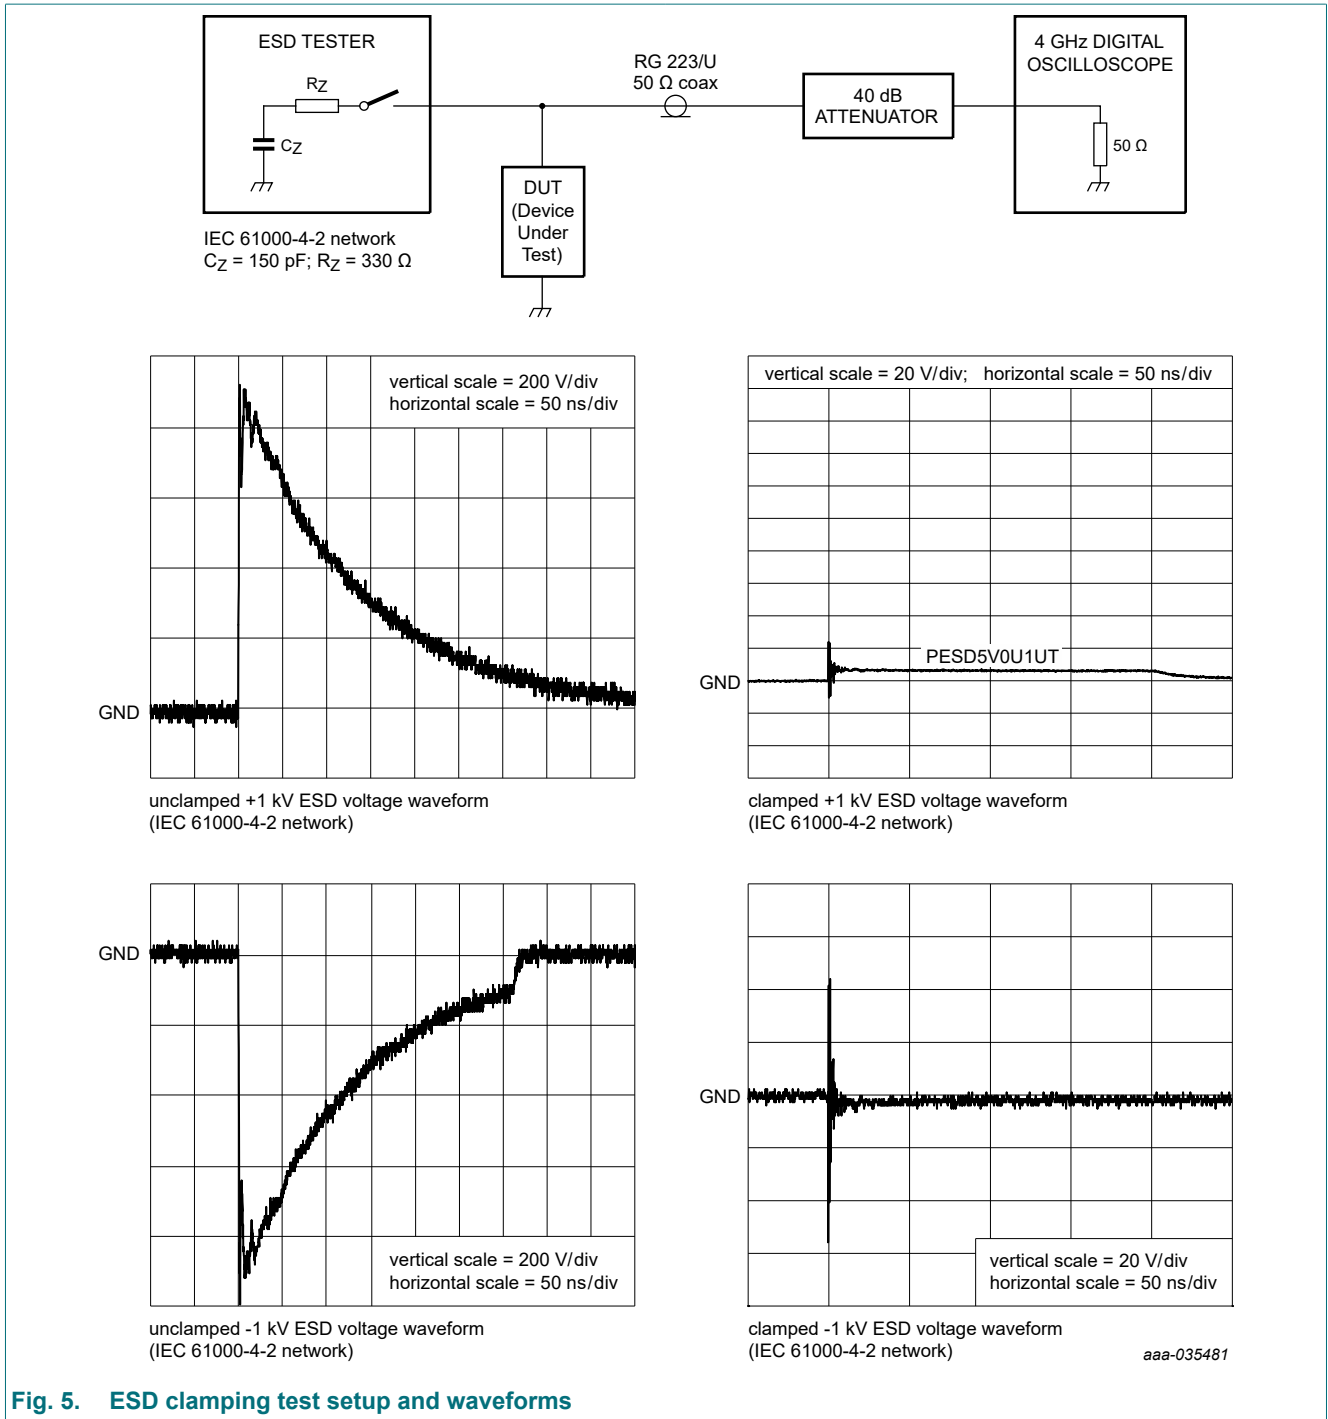 ESD TESTER
RZ
CZ
IEC 61000-4-2 network
CZ = 150 pF; RZ = 330 Ω
DUT
(Device
Under
Test)
RG 223/U
50 Ω coax
40 dB
ATTENUATOR
4 GHz DIGITAL
OSCILLOSCOPE
50 Ω
vertical scale = 200 V/div
horizontal scale = 50 ns/div
GND
unclamped +1 kV ESD voltage waveform
(IEC 61000-4-2 network)
vertical scale = 20 V/div; horizontal scale = 50 ns/div
PESD5V0U1UT
GND
clamped +1 kV ESD voltage waveform
(IEC 61000-4-2 network)
GND
vertical scale = 200 V/div
horizontal scale = 50 ns/div
unclamped -1 kV ESD voltage waveform
(IEC 61000-4-2 network)
GND
vertical scale = 20 V/div
horizontal scale = 50 ns/div
clamped -1 kV ESD voltage waveform
(IEC 61000-4-2 network)
aaa-035481
Fig. 5. ESD clamping test setup and waveforms